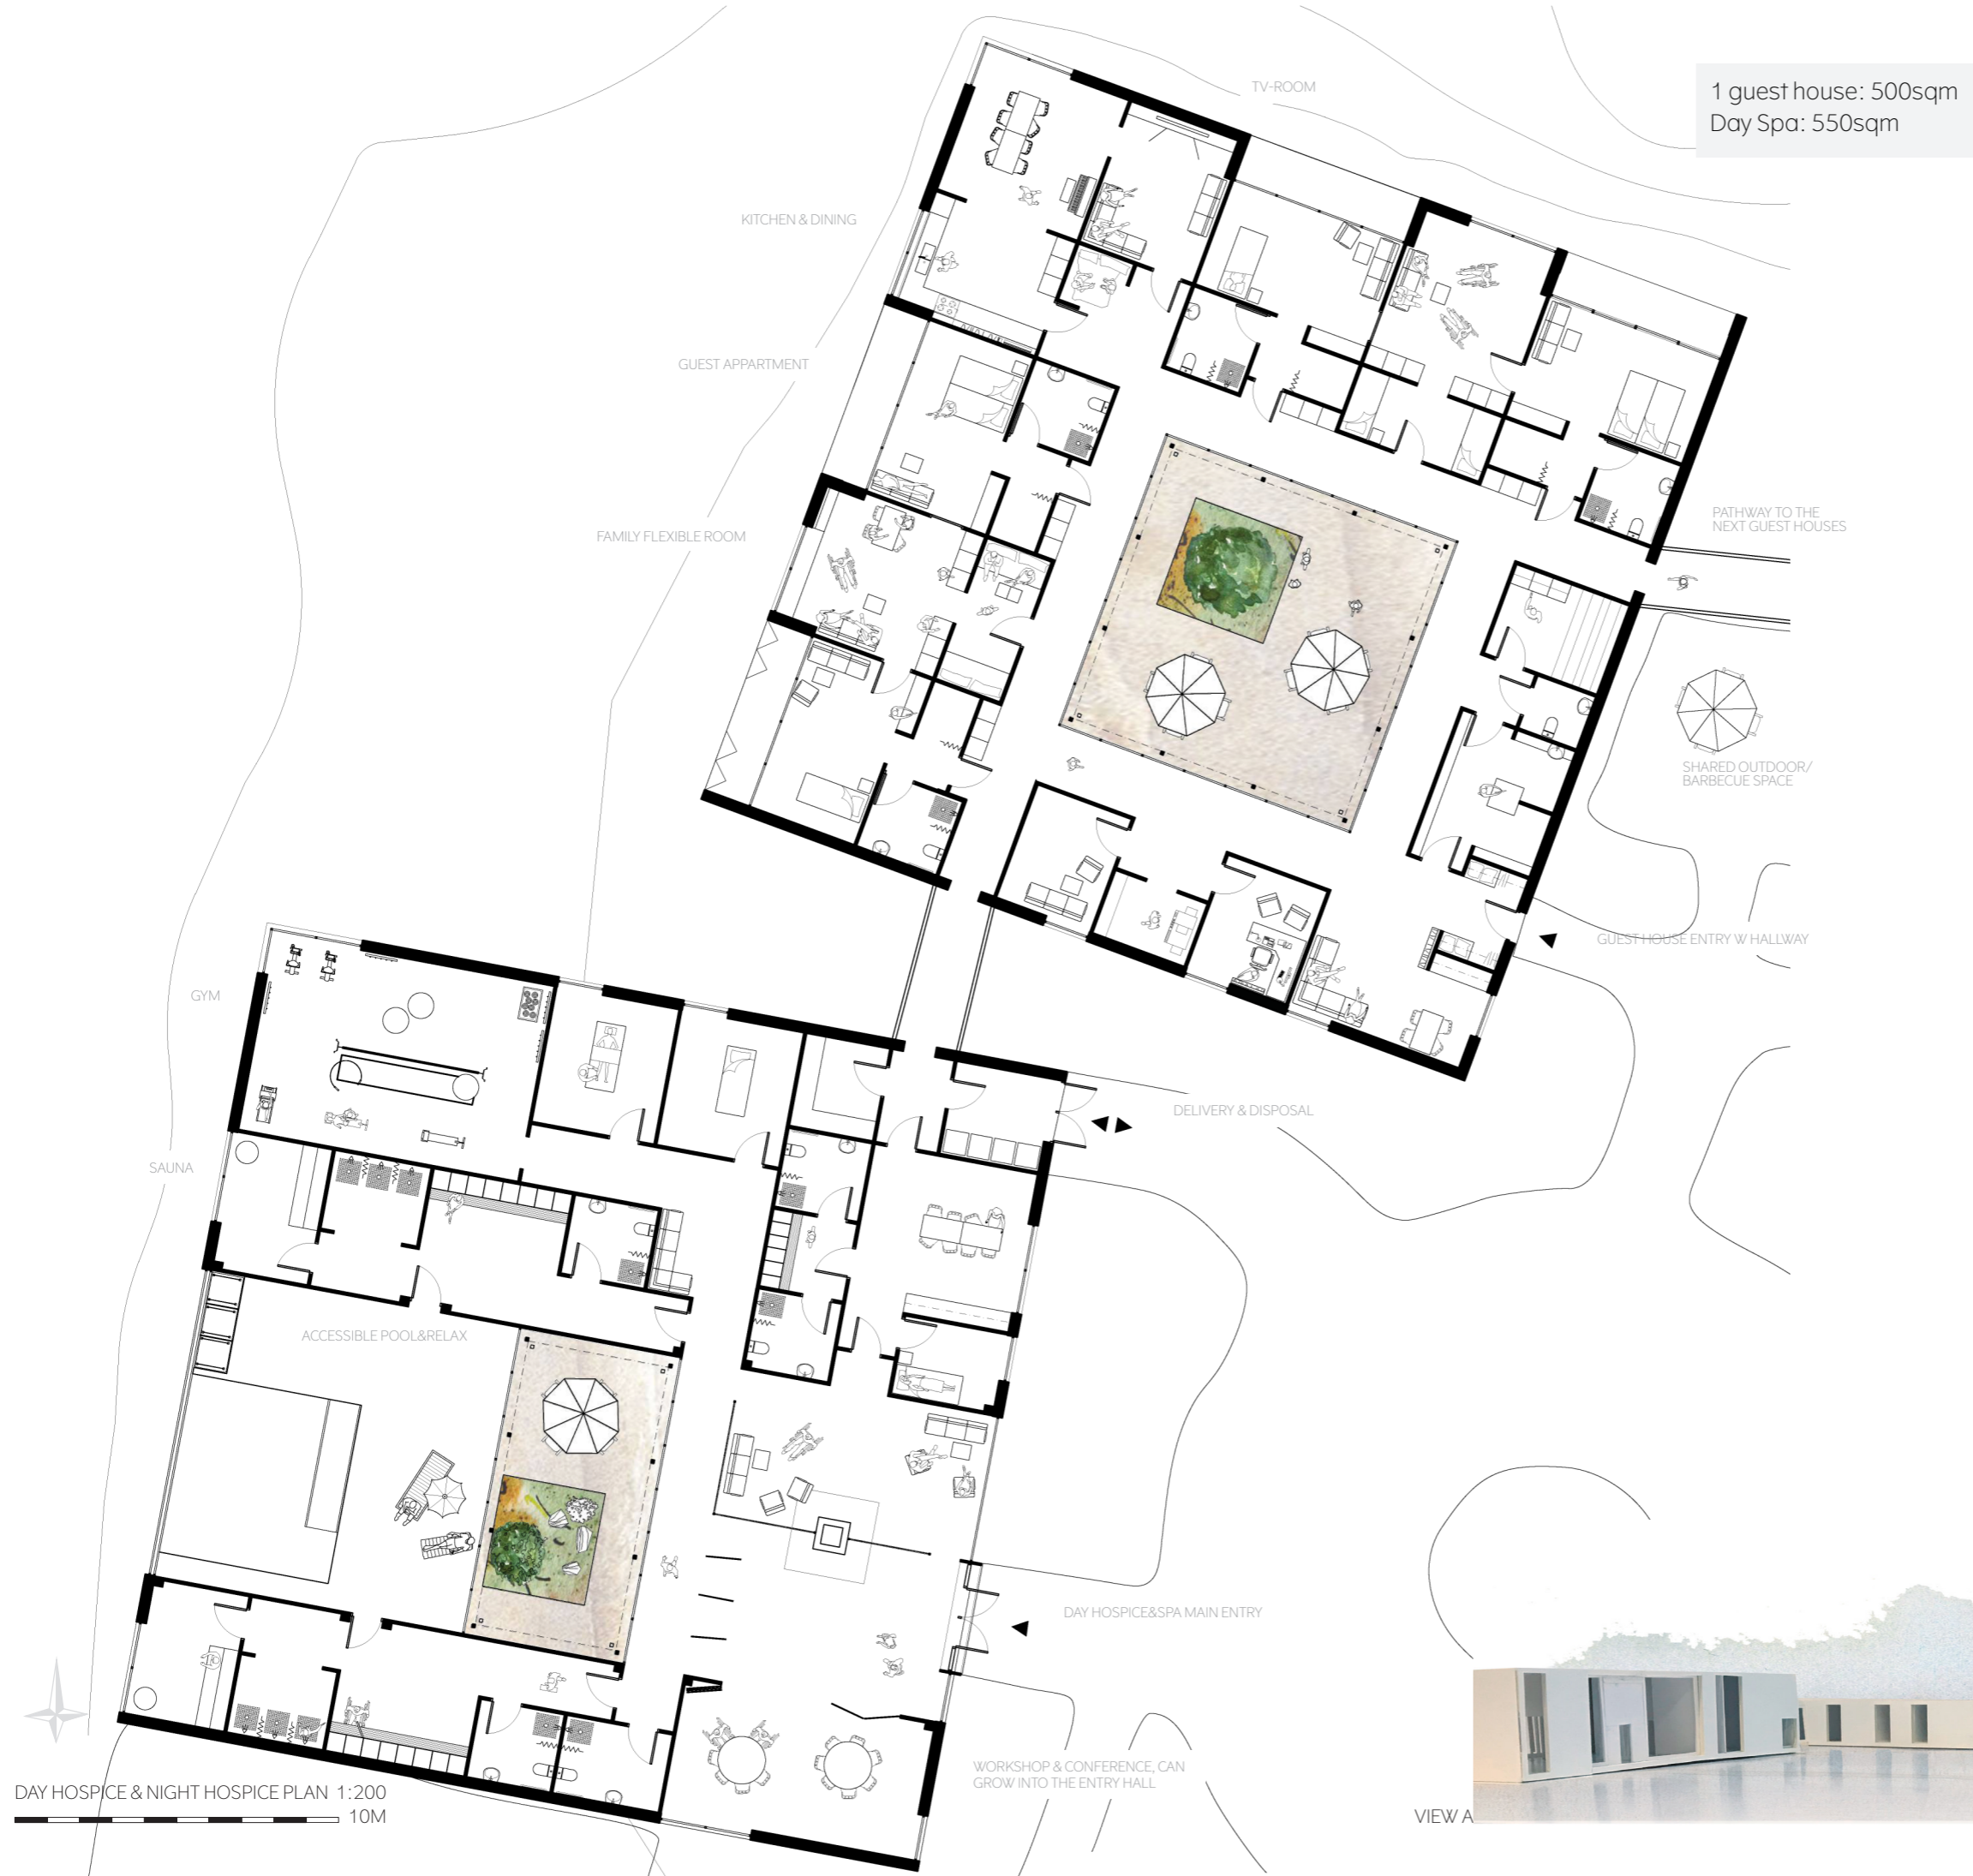 TV-ROOM
1 guest house: 500sqm
Day Spa: 550sqm
KITCHEN & DINING
GUEST APPARTMENT
FAMILY FLEXIBLE ROOM
PATHWAY TO THE
NEXT GUEST HOUSES
SHARED OUTDOOR/
BARBECUE SPACE
GUEST HOUSE ENTRY W HALLWAY
GYM
DELIVERY & DISPOSAL
SAUNA
ACCESSIBLE POOL&RELAX
DAY HOSPICE&SPA MAIN ENTRY
WORKSHOP & CONFERENCE, CAN
GROW INTO THE ENTRY HALL
DAY HOSPICE & NIGHT HOSPICE PLAN 1:200
10M
VIEW A